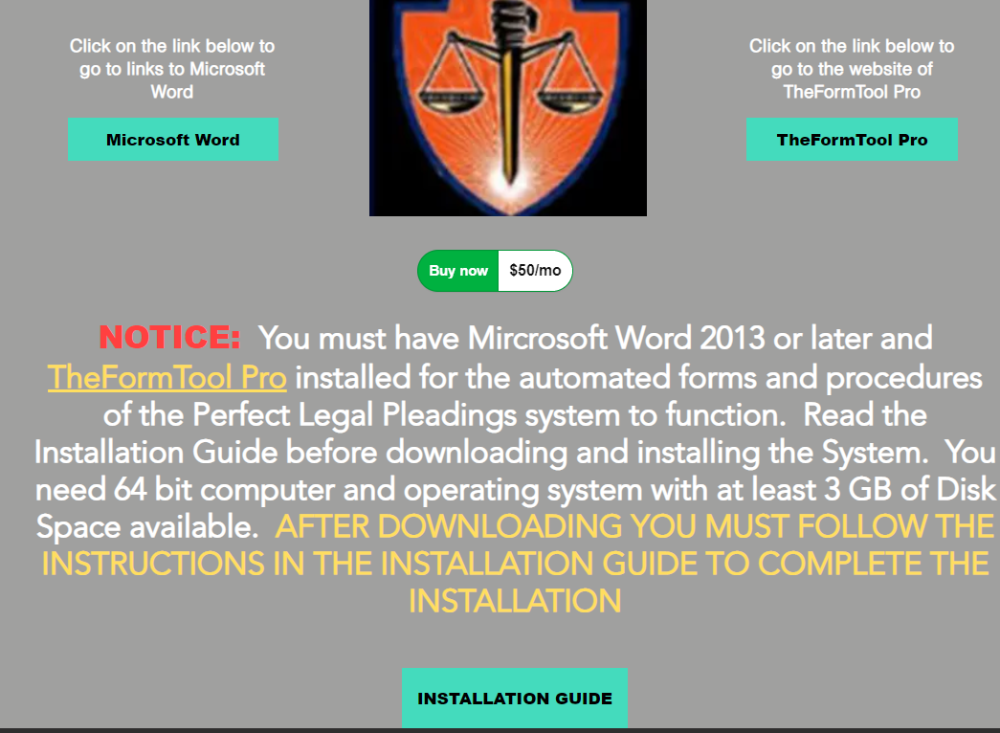 Click on the link below to
go to links to Microsoft
Word
Microsoft Word
Click on the link below to
go to the website of
TheFormTool Pro
TheFormTool Pro
Buy now $50/mo
NOTICE: You must have Mircrosoft Word 2013 or later and
TheFormTool Pro installed for the automated forms and procedures
of the Perfect Legal Pleadings system to function. Read the
Installation Guide before downloading and installing the System. You
need 64 bit computer and operating system with at least 3 GB of Disk
Space available. AFTER DOWNLOADING YOU MUST FOLLOW THE
INSTRUCTIONS IN THE INSTALLATION GUIDE TO COMPLETE THE
INSTALLATION
INSTALLATION GUIDE